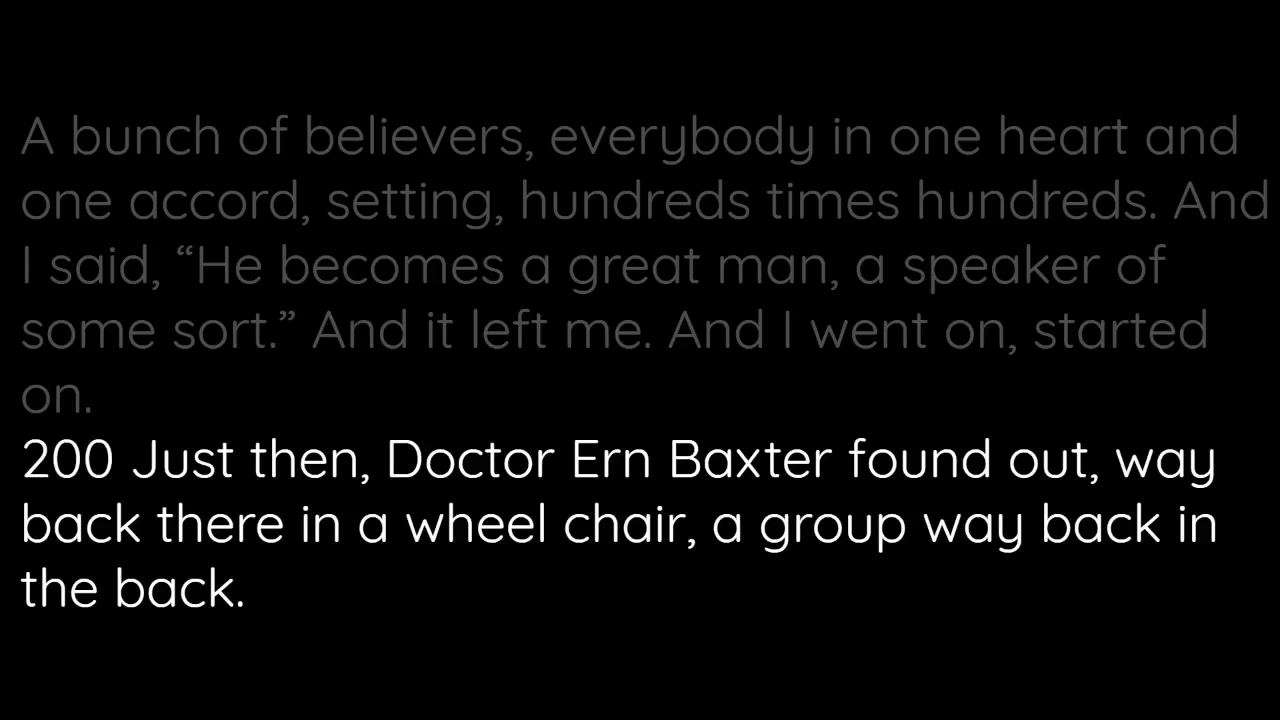 A bunch of believers, everybody in one heart and
one accord, setting, hundreds times hundreds. And
I said, “He becomes a great man, a speaker of
some sort.” And it left me. And I went on, started
on.
200 Just then, Doctor Ern Baxter found out, way
back there in a wheel chair, a group way back in
the back.